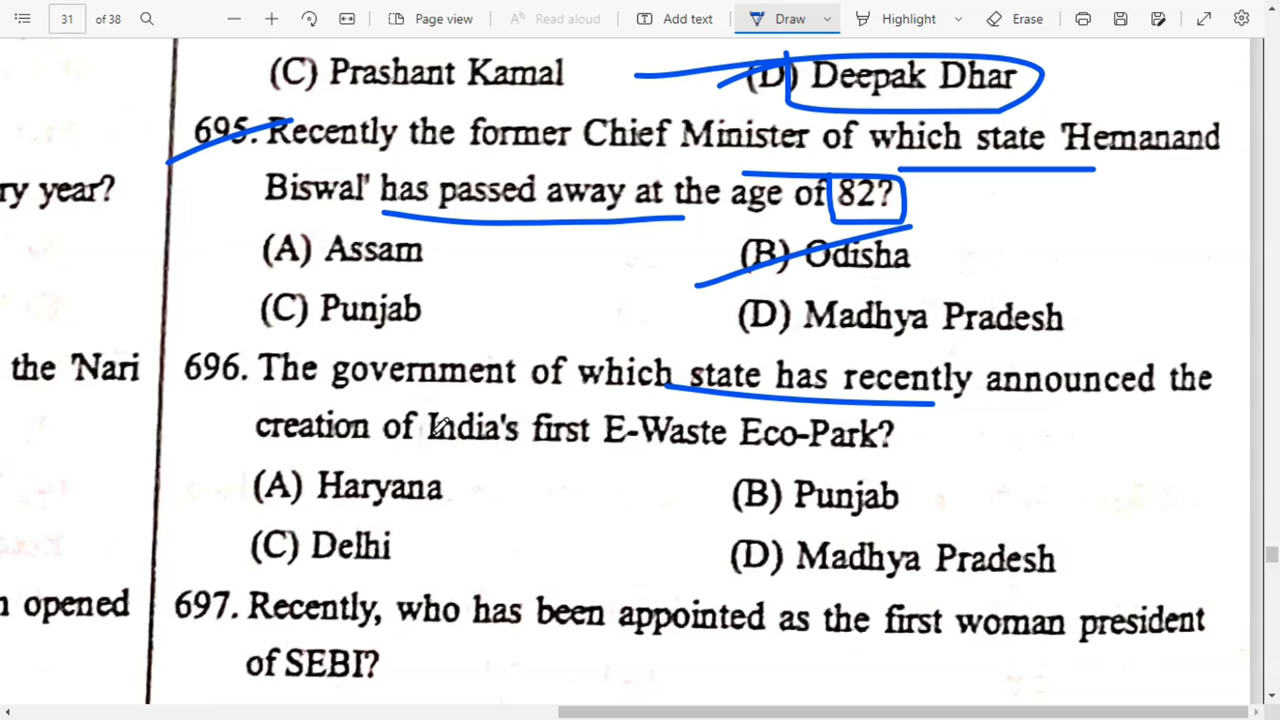 31 of 38 Page view Read aloud Add text Draw Highlight Erase
(C) Prashant Kamal (D) Deepak Dhar
695. Recently the former Chief Minister of which state 'Hemanand
ry year? Biswal' has passed away at the age of 82?
(A) Assam (B) Odisha
(C) Punjab (D) Madhya Pradesh
the 'Nari 696. The government of which state has recently announced the
creation of India's first E-Waste Eco-Park?
(A) Haryana (B) Punjab
(C) Delhi (D) Madhya Pradesh
n opened 697. Recently, who has been appointed as the first woman president
of SEBI?